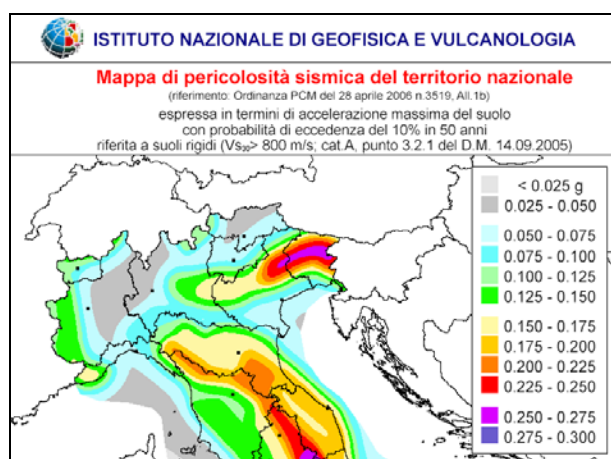 ISTITUTO NAZIONALE DI GEOFISICA E VULCANOLOGIA
Mappa di pericolosità sismica del territorio nazionale
(riferimento: Ordinanza PCM del 28 aprile 2006 n.3519, All.1b)
espressa in termini di accelerazione massima del suolo
con probabilità di eccedenza del 10% in 50 anni
riferita a suoli rigidi (Vs₃₀> 800 m/s; cat.A, punto 3.2.1 del D.M. 14.09.2005)
< 0.025 g
0.025 - 0.050
0.050 - 0.075
0.075 - 0.100
0.100 - 0.125
0.125 - 0.150
0.150 - 0.175
0.175 - 0.200
0.200 - 0.225
0.225 - 0.250
0.250 - 0.275
0.275 - 0.300